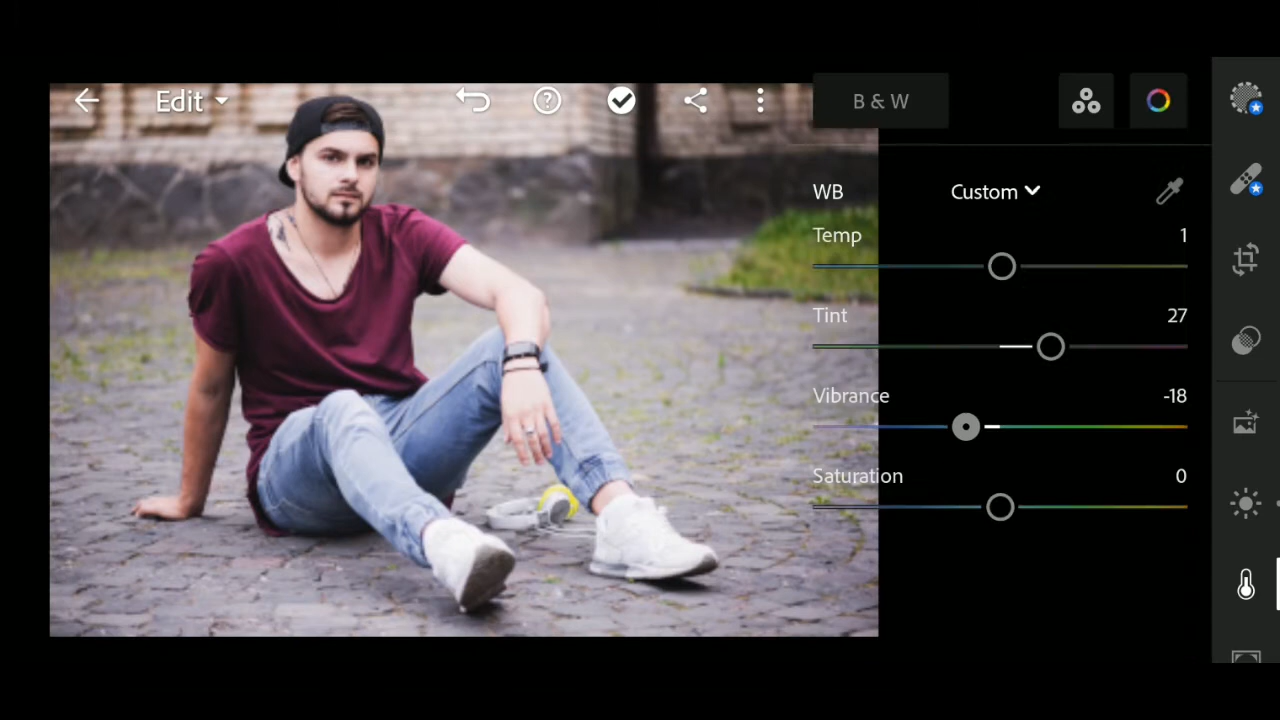 Edit
B & W
WB Custom
Temp 1
Tint 27
Vibrance -18
Saturation 0